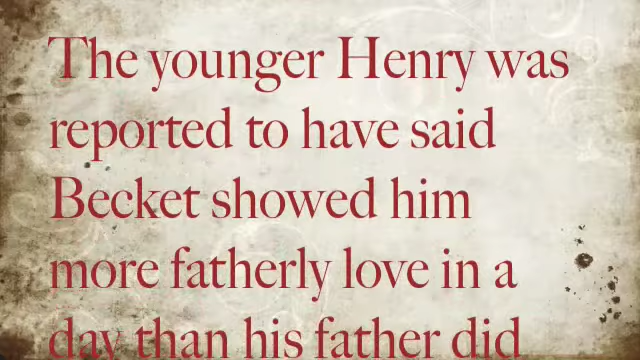 The younger Henry was
reported to have said
Becket showed him
more fatherly love in a
day than his father did